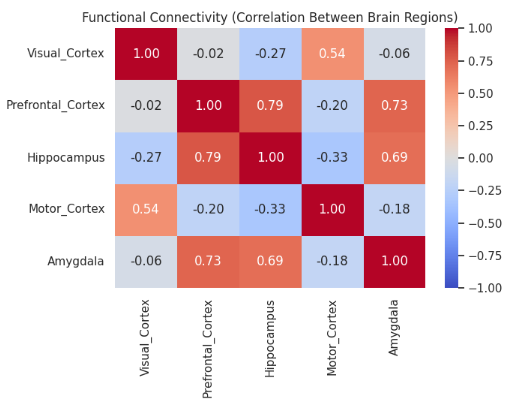 Functional Connectivity (Correlation Between Brain Regions)
Visual_Cortex 1.00 -0.02 -0.27 0.54 -0.06
Prefrontal_Cortex -0.02 1.00 0.79 -0.20 0.73
Hippocampus -0.27 0.79 1.00 -0.33 0.69
Motor_Cortex 0.54 -0.20 -0.33 1.00 -0.18
Amygdala -0.06 0.73 0.69 -0.18 1.00
Visual_Cortex
Prefrontal_Cortex
Hippocampus
Motor_Cortex
Amygdala
1.00
0.75
0.50
0.25
0.00
−0.25
−0.50
−0.75
−1.00